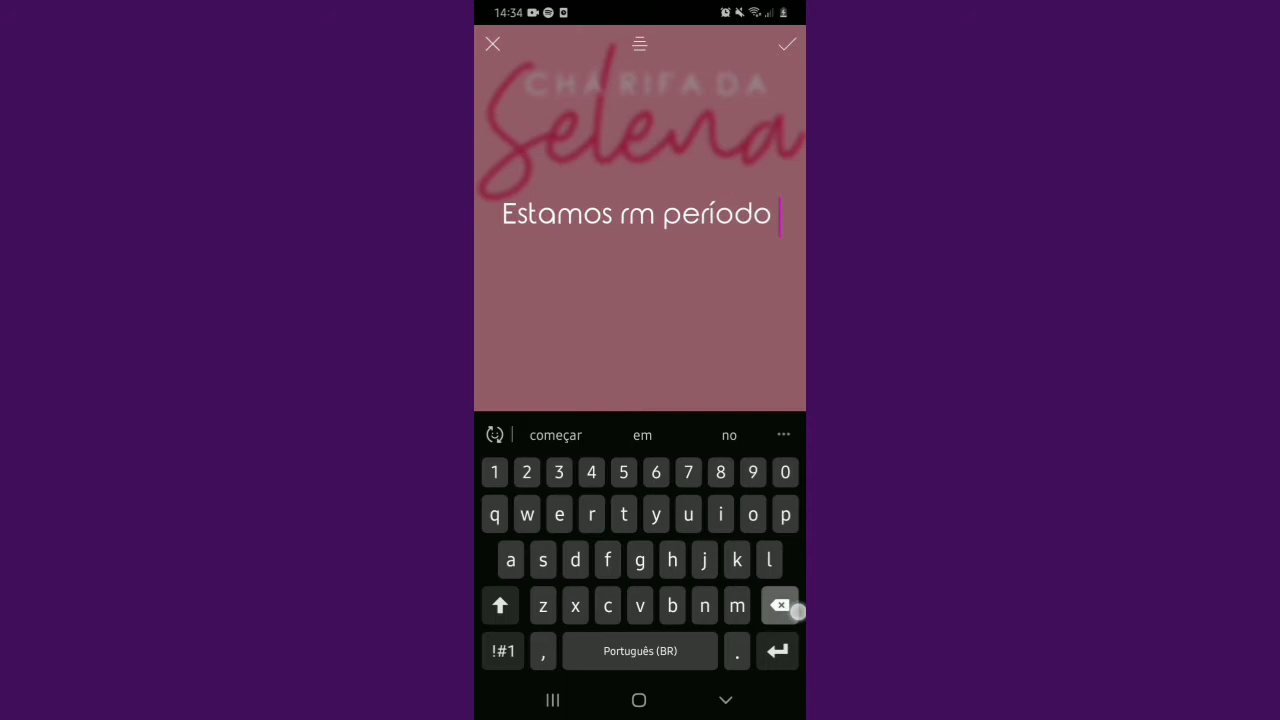 14:34
CHÁ RIFA DA
Selena
Estamos rm período
começar em no
1 2 3 4 5 6 7 8 9 0
q w e r t y u i o p
a s d f g h j k l
z x c v b n m
!#1 , Português (BR) .